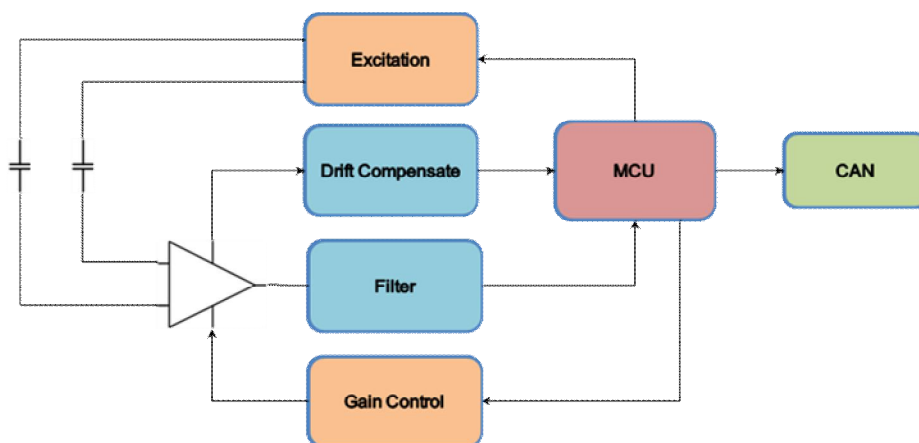 Excitation
Drift Compensate
MCU
CAN
Filter
Gain Control